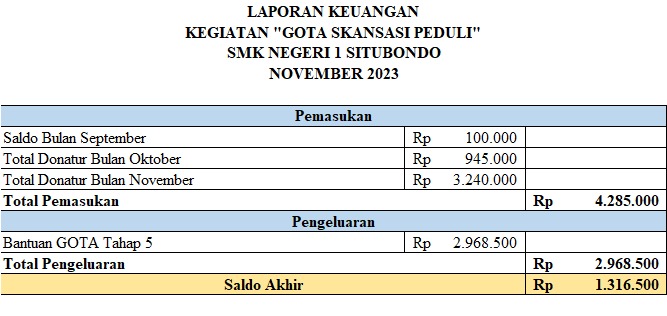 LAPORAN KEUANGAN
KEGIATAN "GOTA SKANSASI PEDULI"
SMK NEGERI 1 SITUBONDO
NOVEMBER 2023
Pemasukan
Saldo Bulan September Rp 100.000
Total Donatur Bulan Oktober Rp 945.000
Total Donatur Bulan November Rp 3.240.000
Total Pemasukan Rp 4.285.000
Pengeluaran
Bantuan GOTA Tahap 5 Rp 2.968.500
Total Pengeluaran Rp 2.968.500
Saldo Akhir Rp 1.316.500